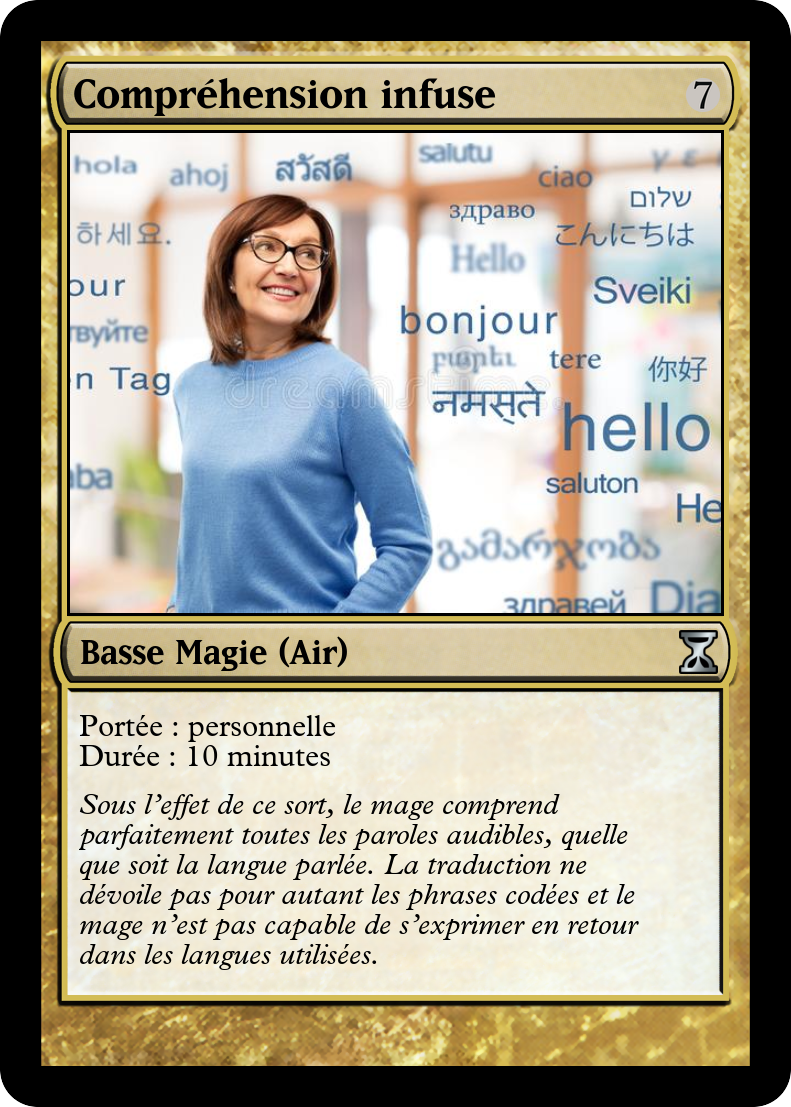 Compréhension infuse 7
hola
ahoj
สวัสดี
salutu
ciao
γ ε
здраво
שלום
하세요.
こんにちは
Hello
our
Sveiki
bonjour
твуйте
բարեւ
tere
你好
n Tag
dreamstime
नमस्ते
hello
aba
saluton
He
გამარჯობა
здравей
Dia
Basse Magie (Air)
Portée : personnelle
Durée : 10 minutes
Sous l'effet de ce sort, le mage comprend
parfaitement toutes les paroles audibles, quelle
que soit la langue parlée. La traduction ne
dévoile pas pour autant les phrases codées et le
mage n'est pas capable de s'exprimer en retour
dans les langues utilisées.